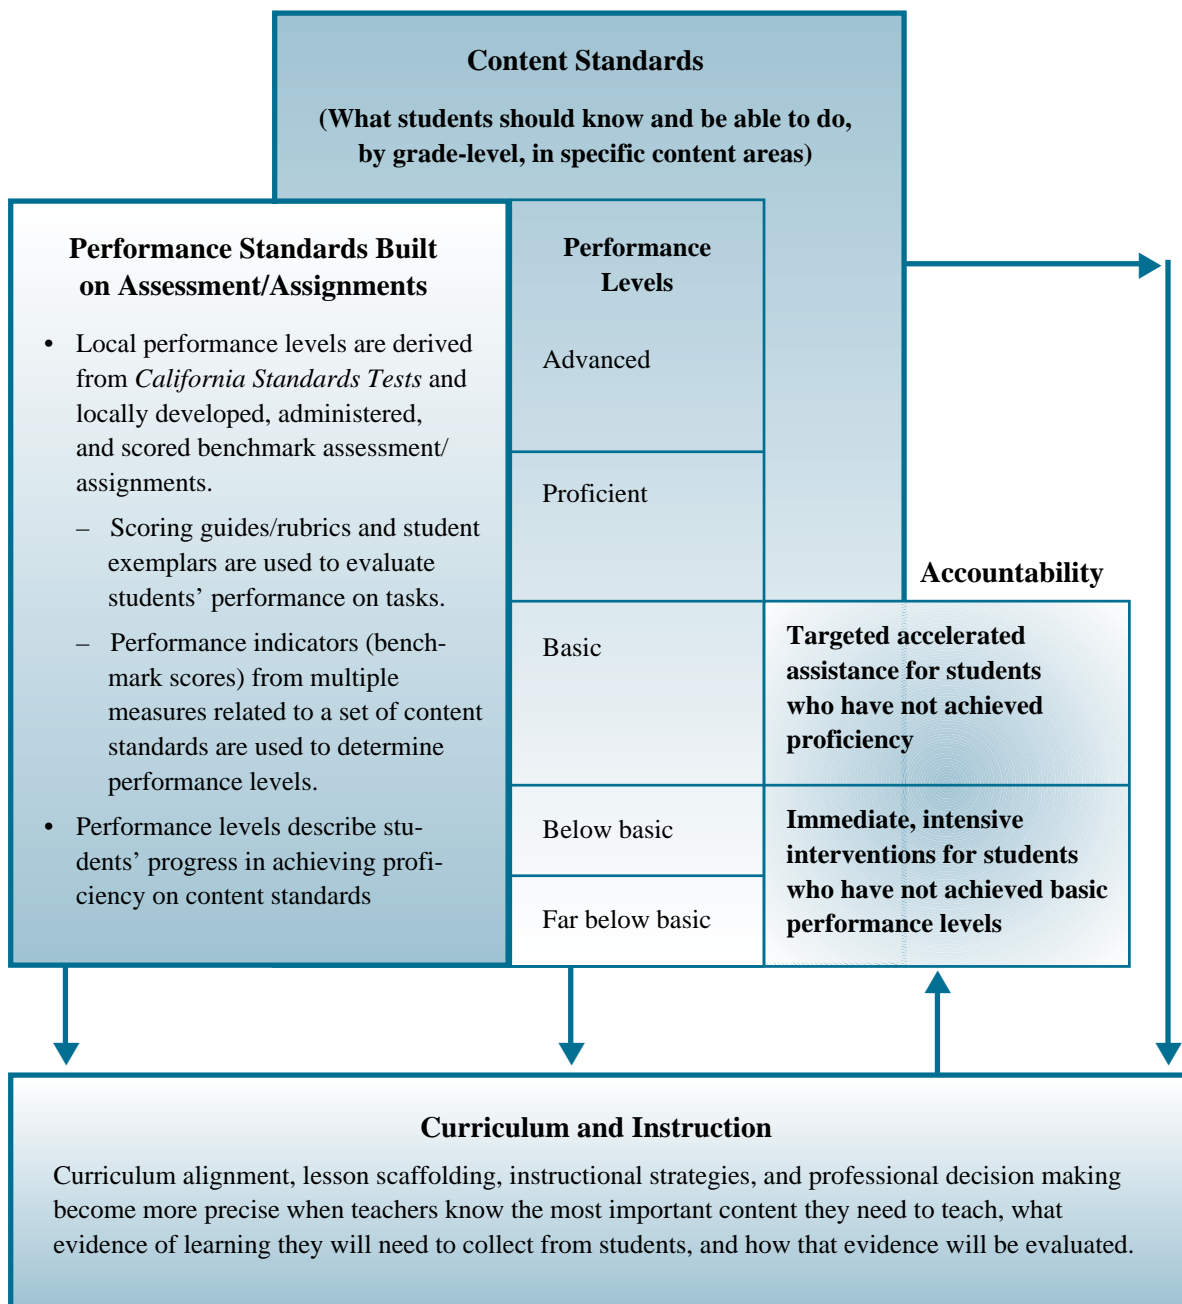 Content Standards
(What students should know and be able to do,
by grade-level, in specific content areas)
Performance Standards Built
on Assessment/Assignments
• Local performance levels are derived
from California Standards Tests and
locally developed, administered,
and scored benchmark assessment/
assignments.
– Scoring guides/rubrics and student
exemplars are used to evaluate
students’ performance on tasks.
– Performance indicators (bench-
mark scores) from multiple
measures related to a set of content
standards are used to determine
performance levels.
• Performance levels describe stu-
dents’ progress in achieving profi-
ciency on content standards
Performance
Levels
Advanced
Proficient
Basic
Below basic
Far below basic
Accountability
Targeted accelerated
assistance for students
who have not achieved
proficiency
Immediate, intensive
interventions for students
who have not achieved basic
performance levels
Curriculum and Instruction
Curriculum alignment, lesson scaffolding, instructional strategies, and professional decision making
become more precise when teachers know the most important content they need to teach, what
evidence of learning they will need to collect from students, and how that evidence will be evaluated.